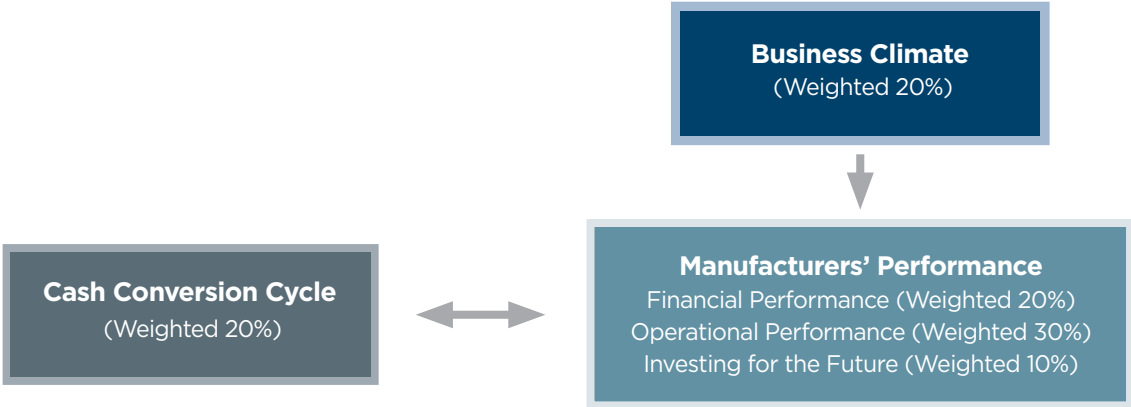 Business Climate
(Weighted 20%)
Cash Conversion Cycle
(Weighted 20%)
Manufacturers’ Performance
Financial Performance (Weighted 20%)
Operational Performance (Weighted 30%)
Investing for the Future (Weighted 10%)